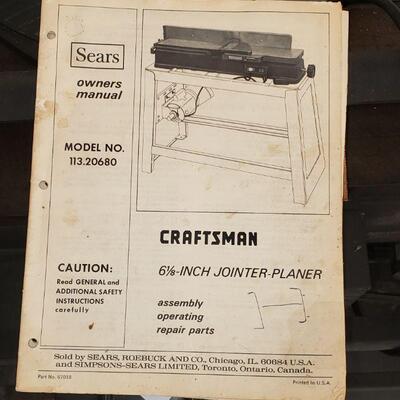 Sears
owners
manual
MODEL NO.
113.20680
CAUTION:
Read GENERAL and
ADDITIONAL SAFETY
INSTRUCTIONS
carefully
CRAFTSMAN
6⅛-INCH JOINTER-PLANER
assembly
operating
repair parts
Sold by SEARS, ROEBUCK AND CO., Chicago, IL. 60684 U.S.A.
and SIMPSONS-SEARS LIMITED, Toronto, Ontario, Canada.
Part No.
Printed in U.S.A.